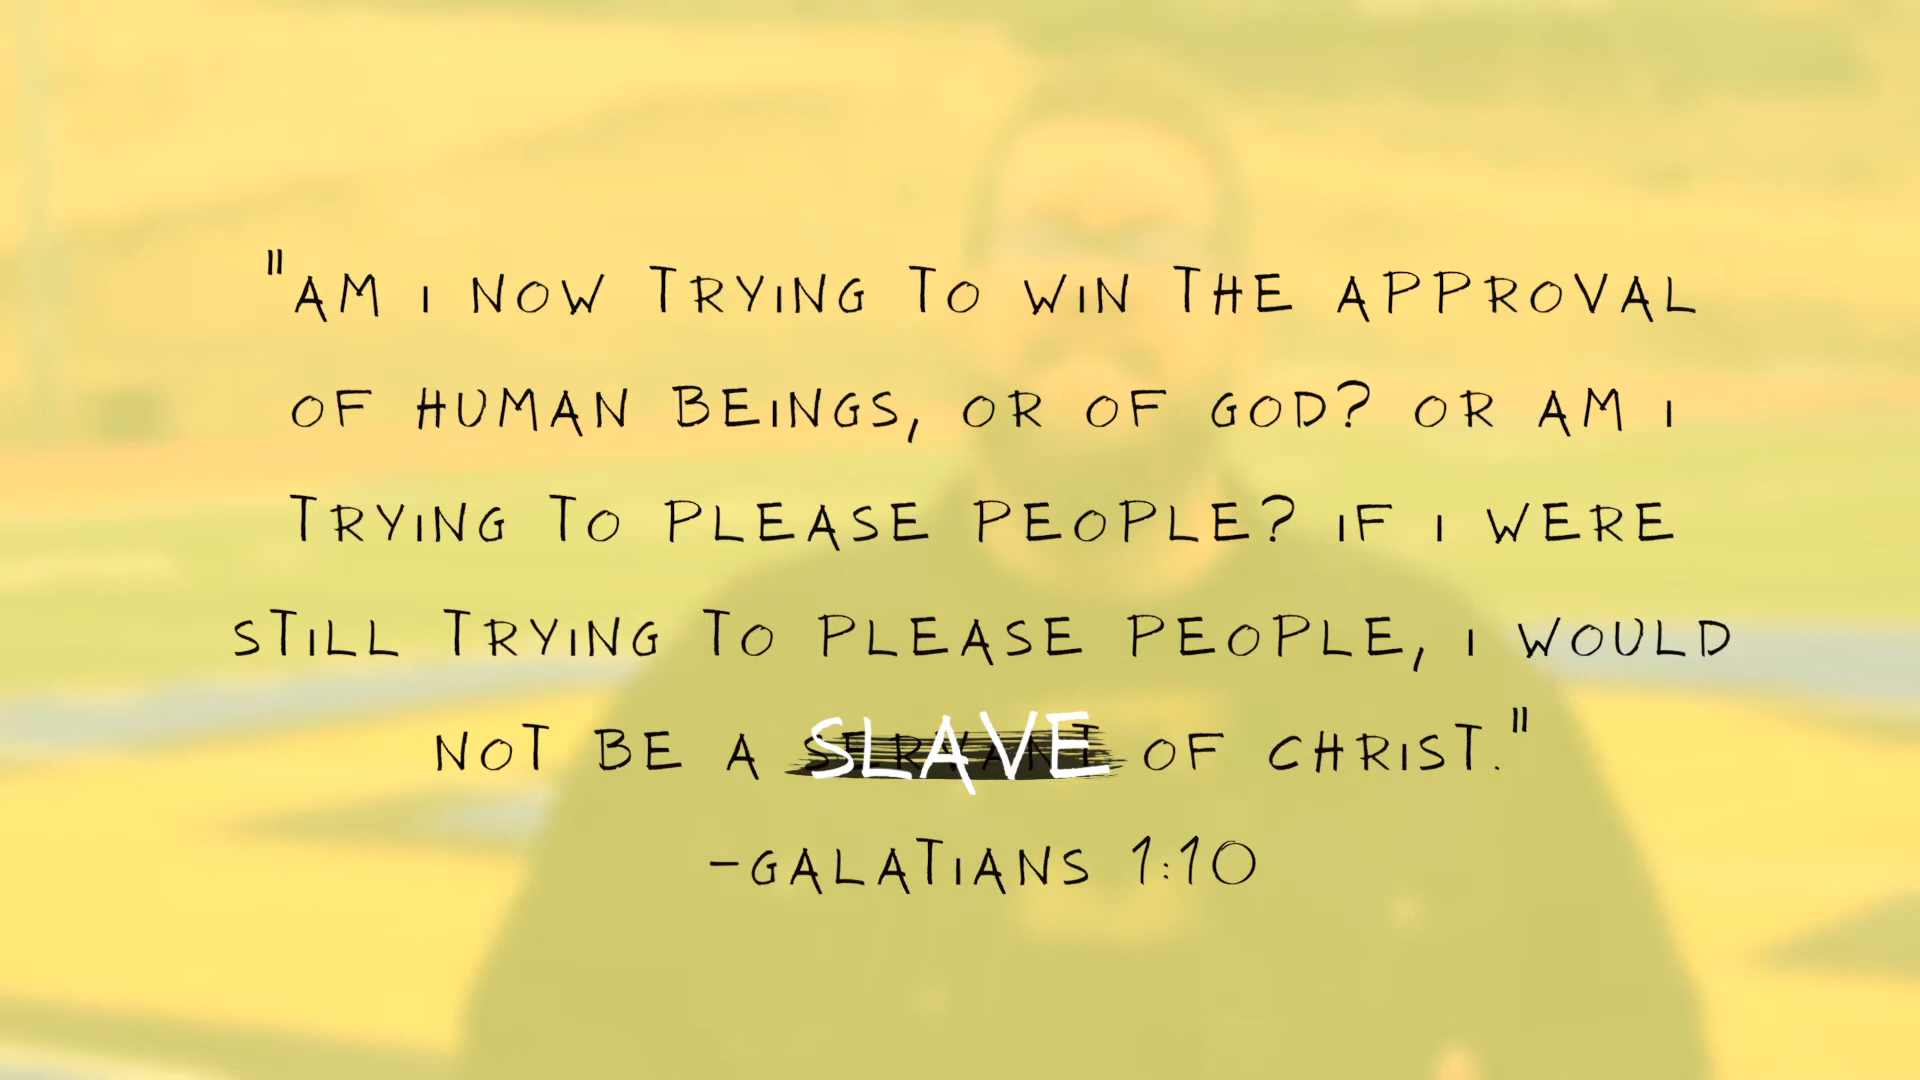 "AM I NOW TRYING TO WIN THE APPROVAL
OF HUMAN BEINGS, OR OF GOD? OR AM I
TRYING TO PLEASE PEOPLE? IF I WERE
STILL TRYING TO PLEASE PEOPLE, I WOULD
NOT BE A SLAVE OF CHRIST."
-GALATIANS 1:10